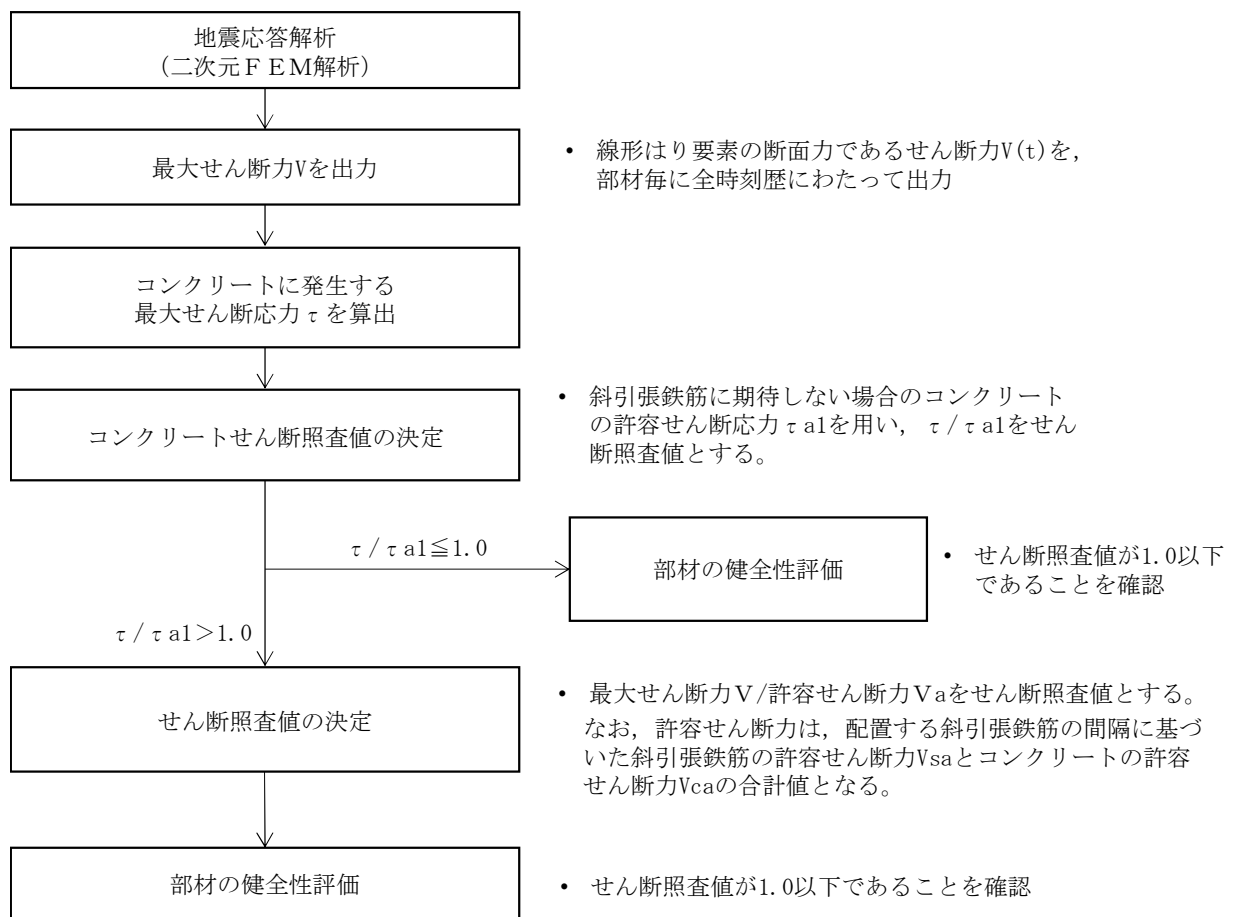 地震応答解析
(二次元FEM解析)
最大せん断力Vを出力
• 線形はり要素の断面力であるせん断力V(t)を,
部材毎に全時刻歴にわたって出力
コンクリートに発生する
最大せん断応力τを算出
コンクリートせん断照査値の決定
• 斜引張鉄筋に期待しない場合のコンクリート
の許容せん断応力τa1を用い, τ/τa1をせん
断照査値とする。
τ/τa1≦1.0
部材の健全性評価
• せん断照査値が1.0以下
であることを確認
τ/τa1>1.0
せん断照査値の決定
• 最大せん断力V/許容せん断力Vaをせん断照査値とする。
なお, 許容せん断力は, 配置する斜引張鉄筋の間隔に基づ
いた斜引張鉄筋の許容せん断力Vsaとコンクリートの許容
せん断力Vcaの合計値となる。
部材の健全性評価
• せん断照査値が1.0以下であることを確認